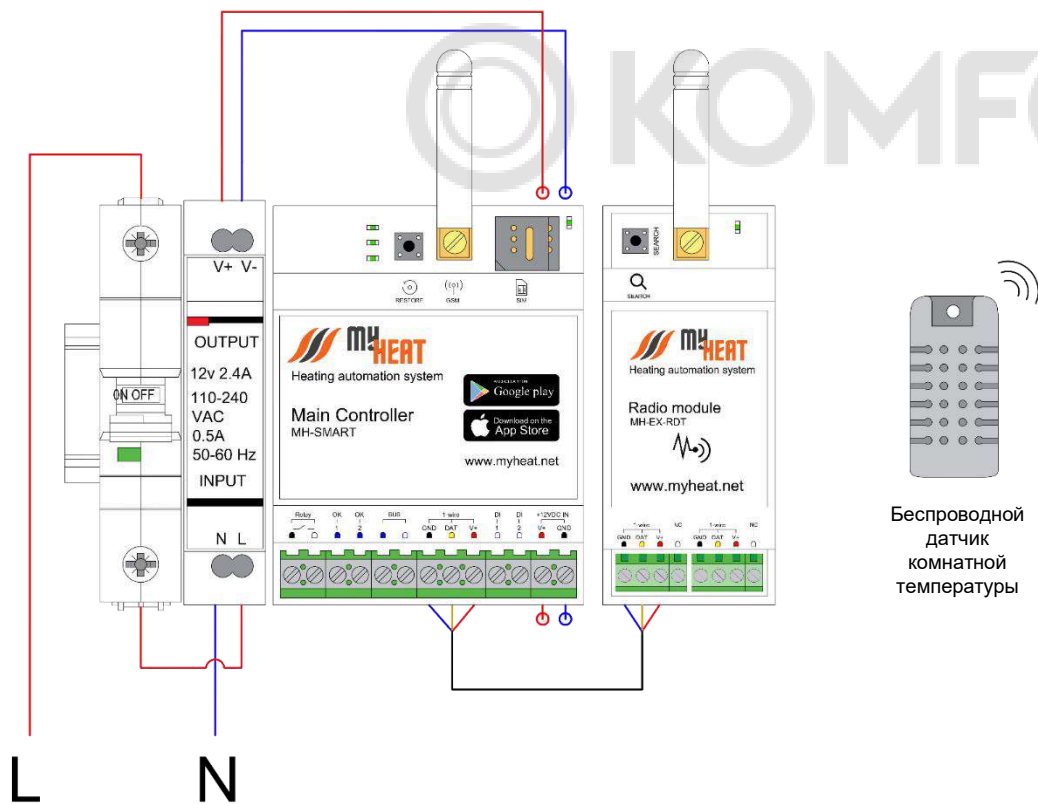 KOMFO
V+ V-
OUTPUT
12v 2.4A
110-240
VAC
0.5A
50-60 Hz
INPUT
N L
ON OFF
RESTORE GSM SIM
MY HEAT
Heating automation system
Main Controller
MH-SMART
Google play
Download on the
App Store
www.myheat.net
Relay OK OK BUS 1-wire DI DI +12VDC IN
1 2 GND DAT V+ 1 2 V+ GND
SEARCH
SEARCH
MY HEAT
Heating automation system
Radio module
MH-EX-RDT
www.myheat.net
1-wire NC 1-wire NC
GND DAT V+ GND DAT V+
Беспроводной
датчик
комнатной
температуры
L N